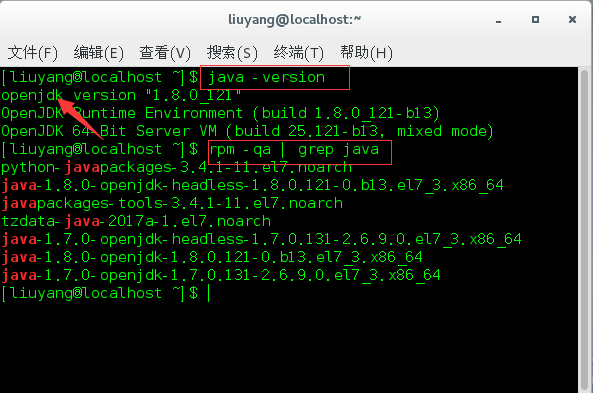 liuyang@localhost:~
文件(F) 编辑(E) 查看(V) 搜索(S) 终端(T) 帮助(H)
[liuyang@localhost ~]$ java -version
openjdk version "1.8.0_121"
OpenJDK Runtime Environment (build 1.8.0_121-b13)
OpenJDK 64-Bit Server VM (build 25.121-b13, mixed mode)
[liuyang@localhost ~]$ rpm -qa | grep java
python-javapackages-3.4.1-11.el7.noarch
java-1.8.0-openjdk-headless-1.8.0.121-0.b13.el7_3.x86_64
javapackages-tools-3.4.1-11.el7.noarch
tzdata-java-2017a-1.el7.noarch
java-1.7.0-openjdk-headless-1.7.0.131-2.6.9.0.el7_3.x86_64
java-1.8.0-openjdk-1.8.0.121-0.b13.el7_3.x86_64
java-1.7.0-openjdk-1.7.0.131-2.6.9.0.el7_3.x86_64
[liuyang@localhost ~]$